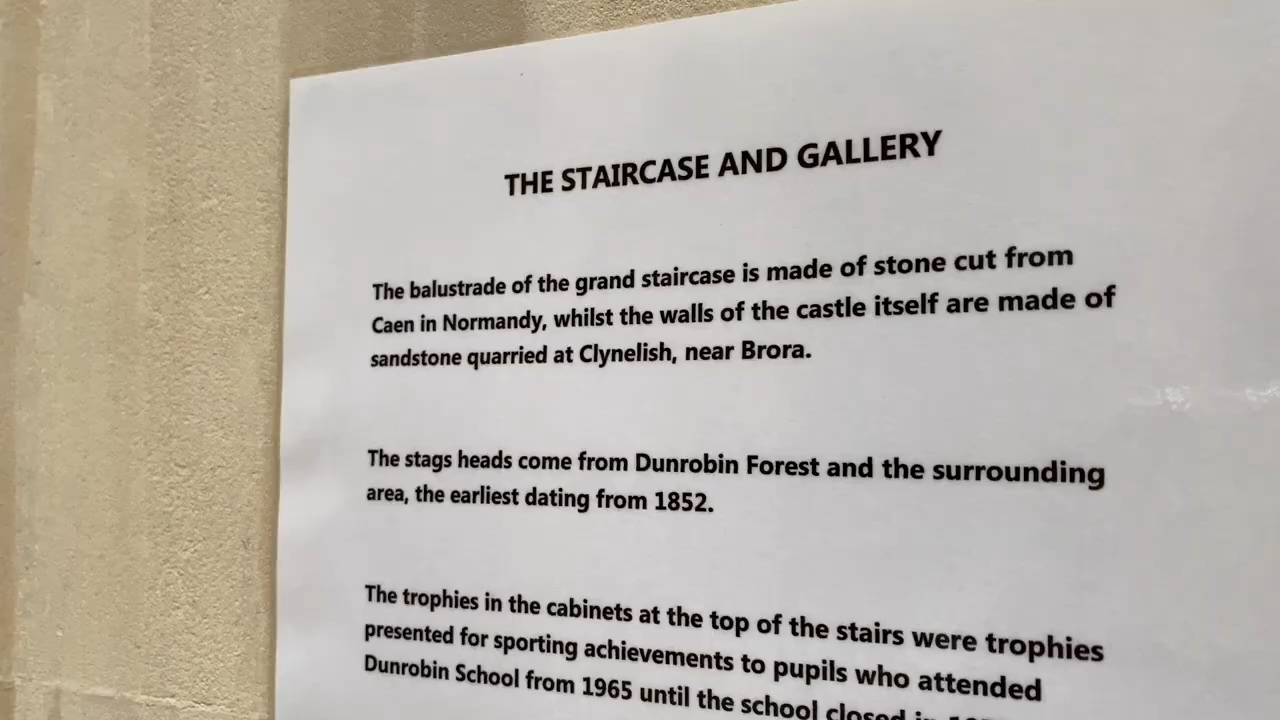 THE STAIRCASE AND GALLERY
The balustrade of the grand staircase is made of stone cut from
Caen in Normandy, whilst the walls of the castle itself are made of
sandstone quarried at Clynelish, near Brora.
The stags heads come from Dunrobin Forest and the surrounding
area, the earliest dating from 1852.
The trophies in the cabinets at the top of the stairs were trophies
presented for sporting achievements to pupils who attended
Dunrobin School from 1965 until the school closed in